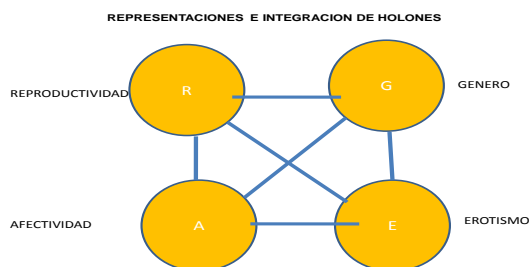 REPRESENTACIONES E INTEGRACION DE HOLONES
REPRODUCTIVIDAD
R
G
GENERO
AFECTIVIDAD
A
E
EROTISMO